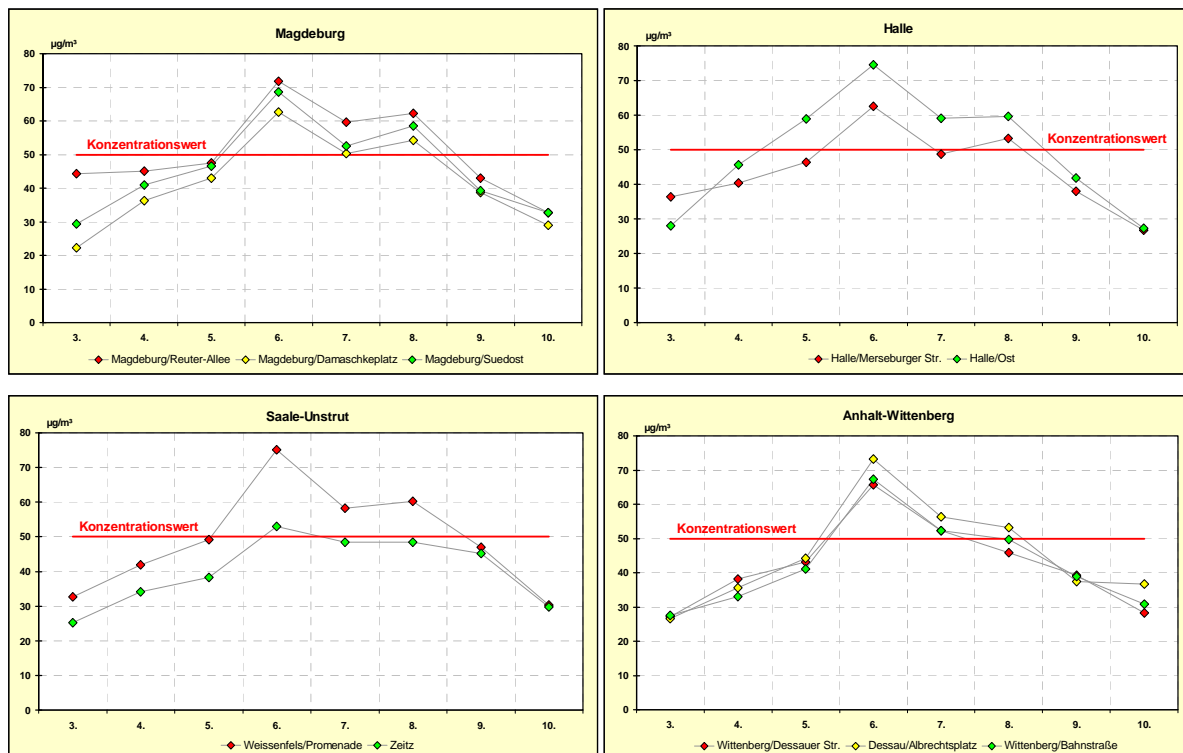 Magdeburg
µg/m³
80
70
60
50
40
30
20
10
0
Konzentrationswert
3. 4. 5. 6. 7. 8. 9. 10.
Magdeburg/Reuter-Allee Magdeburg/Damaschkeplatz Magdeburg/Suedost
Halle
µg/m³
80
70
60
50
40
30
20
10
0
Konzentrationswert
3. 4. 5. 6. 7. 8. 9. 10.
Halle/Merseburger Str. Halle/Ost
Saale-Unstrut
µg/m³
80
70
60
50
40
30
20
10
0
Konzentrationswert
3. 4. 5. 6. 7. 8. 9. 10.
Weissenfels/Promenade Zeitz
Anhalt-Wittenberg
µg/m³
80
70
60
50
40
30
20
10
0
Konzentrationswert
3. 4. 5. 6. 7. 8. 9. 10.
Wittenberg/Dessauer Str. Dessau/Albrechtsplatz Wittenberg/Bahnstraße